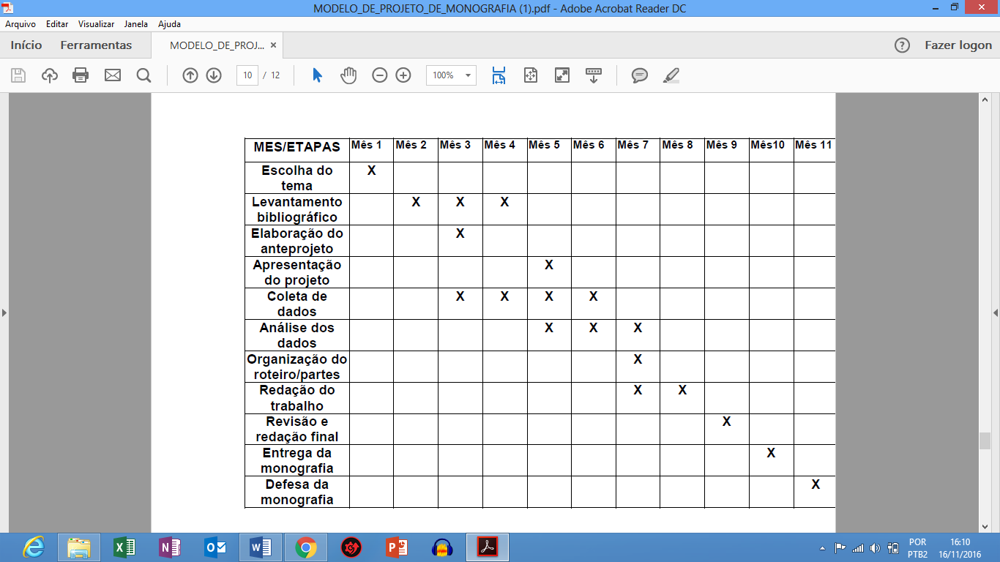 MODELO_DE_PROJETO_DE_MONOGRAFIA (1).pdf - Adobe Acrobat Reader DC
Arquivo Editar Visualizar Janela Ajuda
Início Ferramentas MODELO_DE_PROJ... × ? Fazer logon
10 / 12 100%
MES/ETAPAS Mês 1 Mês 2 Mês 3 Mês 4 Mês 5 Mês 6 Mês 7 Mês 8 Mês 9 Mês10 Mês 11
Escolha do X
tema
Levantamento X X X
bibliográfico
Elaboração do X
anteprojeto
Apresentação X
do projeto
Coleta de X X X X
dados
Análise dos X X X
dados
Organização do X
roteiro/partes
Redação do X X
trabalho
Revisão e X
redação final
Entrega da X
monografia
Defesa da X
monografia
POR 16:10
PTB2 16/11/2016